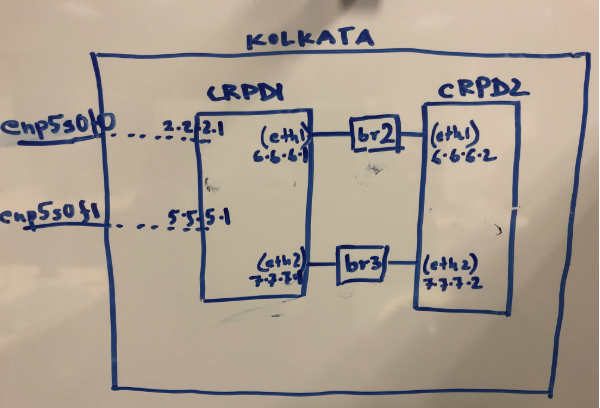 KOLKATA
CRPD1
CRPD2
enp5s0f0
2.2.2.1
(eth1)
6.6.6.1
br2
(eth1)
6.6.6.2
enp5s0f1
5.5.5.1
(eth2)
7.7.7.1
br3
(eth2)
7.7.7.2